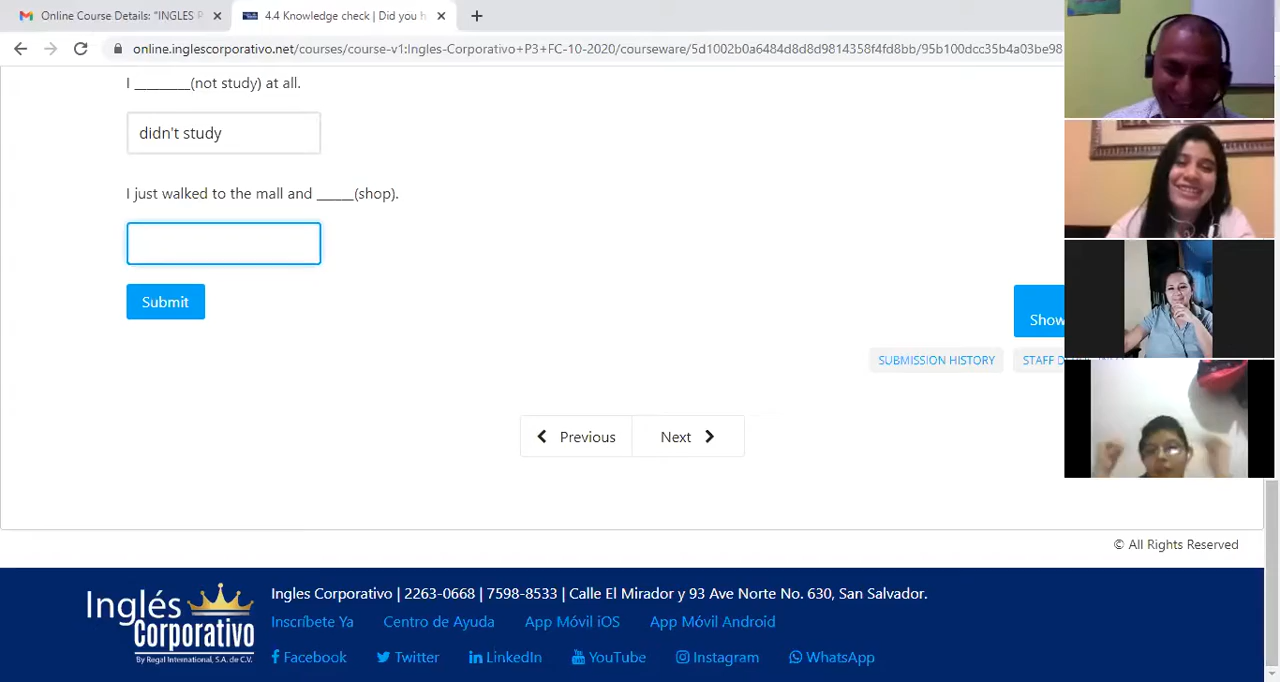 Online Course Details: "INGLES P
4.4 Knowledge check | Did you h
online.inglescorporativo.net/courses/course-v1:Ingles-Corporativo+P3+FC-10-2020/courseware/5d1002b0a6484d8d8d9814358f4fd8bb/95b100dcc35b4a03be98
I ________(not study) at all.
didn't study
I just walked to the mall and _____(shop).
Submit
Show
SUBMISSION HISTORY
STAFF D
Previous
Next
© All Rights Reserved
Inglés Corporativo
By Regal International, S.A. de C.V.
Ingles Corporativo | 2263-0668 | 7598-8533 | Calle El Mirador y 93 Ave Norte No. 630, San Salvador.
Inscríbete Ya Centro de Ayuda App Móvil iOS App Móvil Android
Facebook Twitter LinkedIn YouTube Instagram WhatsApp